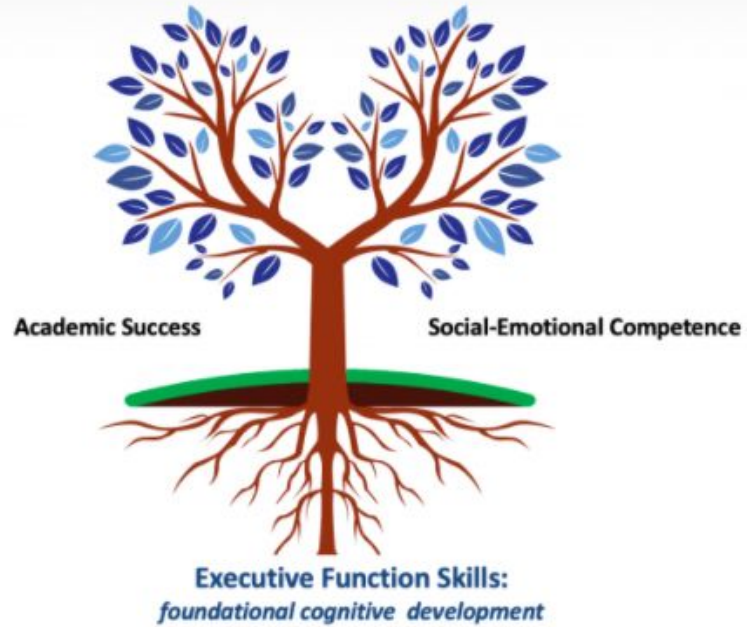 Academic Success
Social-Emotional Competence
Executive Function Skills:
foundational cognitive development